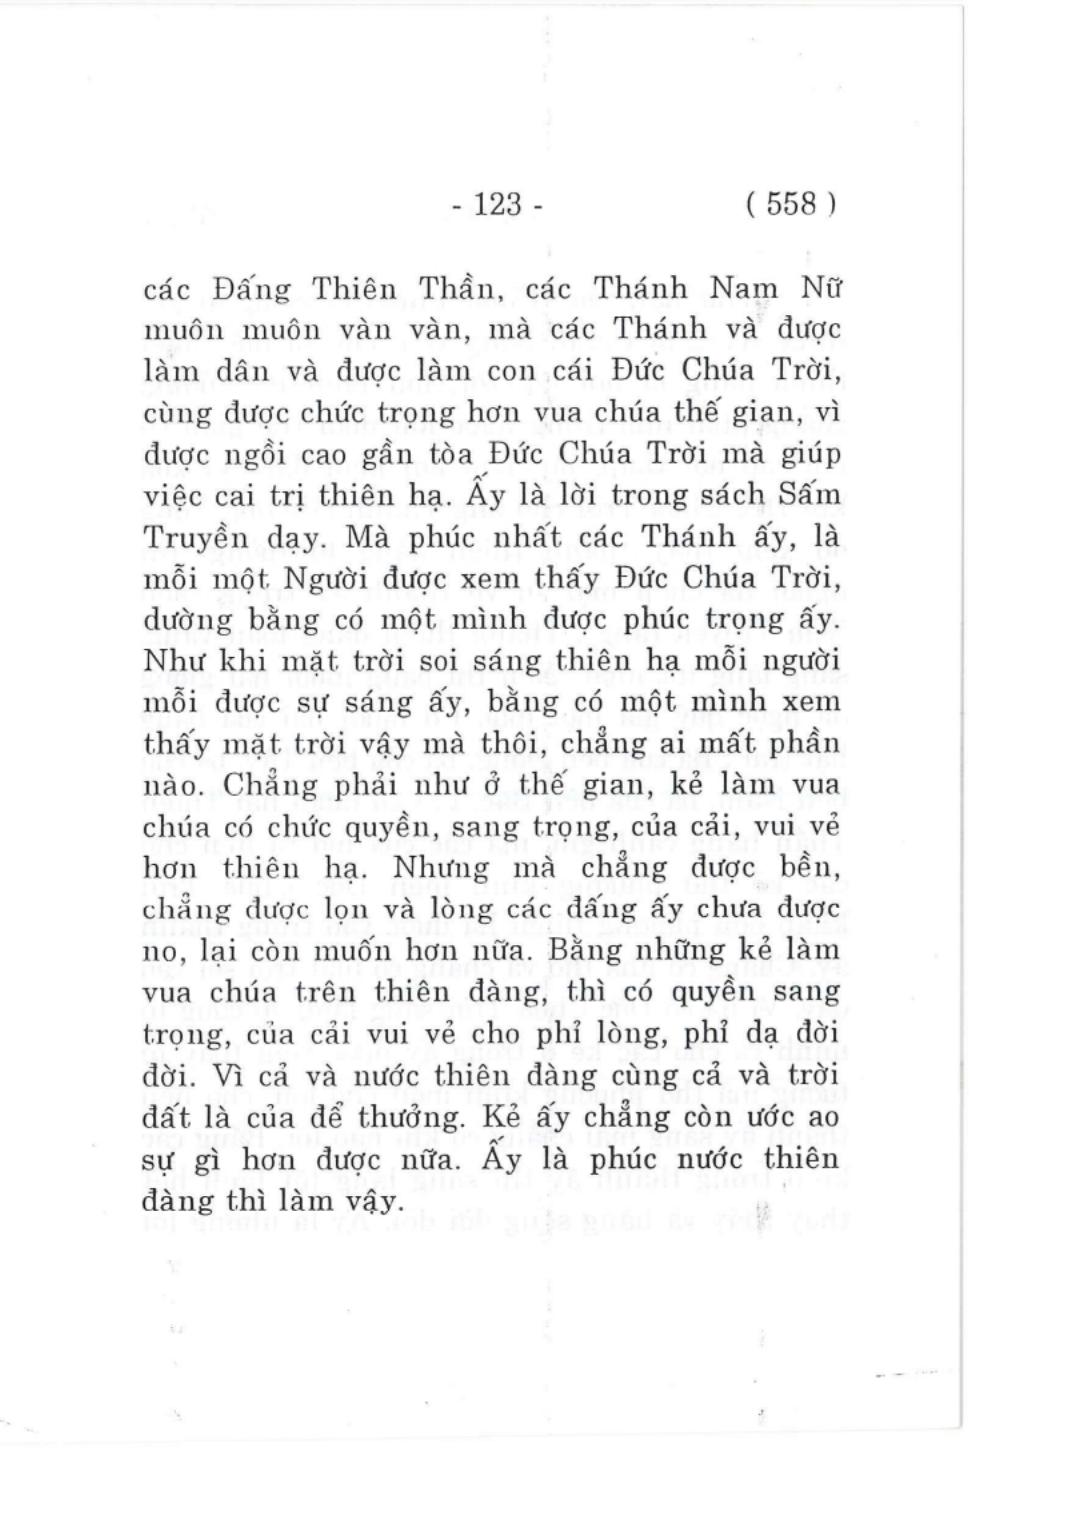 - 123 - ( 558 )
các Đấng Thiên Thần, các Thánh Nam Nữ
muôn muôn vàn vàn, mà các Thánh và được
làm dân và được làm con cái Đức Chúa Trời,
cùng được chức trọng hơn vua chúa thế gian, vì
được ngồi cao gần tòa Đức Chúa Trời mà giúp
việc cai trị thiên hạ. Ấy là lời trong sách Sấm
Truyền dạy. Mà phúc nhất các Thánh ấy, là
mỗi một Người được xem thấy Đức Chúa Trời,
dường bằng có một mình được phúc trọng ấy.
Như khi mặt trời soi sáng thiên hạ mỗi người
mỗi được sự sáng ấy, bằng có một mình xem
thấy mặt trời vậy mà thôi, chẳng ai mất phần
nào. Chẳng phải như ở thế gian, kẻ làm vua
chúa có chức quyền, sang trọng, của cải, vui vẻ
hơn thiên hạ. Nhưng mà chẳng được bền,
chẳng được lọn và lòng các đấng ấy chưa được
no, lại còn muốn hơn nữa. Bằng những kẻ làm
vua chúa trên thiên đàng, thì có quyền sang
trọng, của cải vui vẻ cho phỉ lòng, phỉ dạ đời
đời. Vì cả và nước thiên đàng cùng cả và trời
đất là của để thưởng. Kẻ ấy chẳng còn ước ao
sự gì hơn được nữa. Ấy là phúc nước thiên
đàng thì làm vậy.